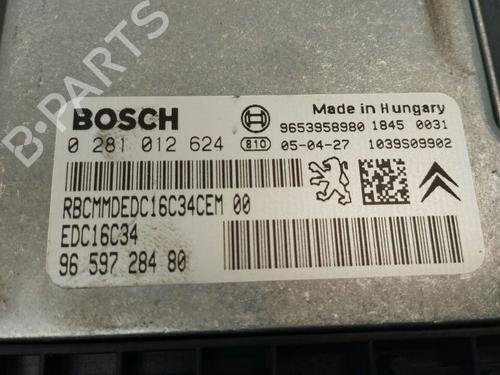 B-PARTS
BOSCH
Made in Hungary
9653958980 1845 0031
0 281 012 624 810 05-04-27 1039S09902
RBCMMDEDC16C34CEM 00
EDC16C34
96 597 284 80